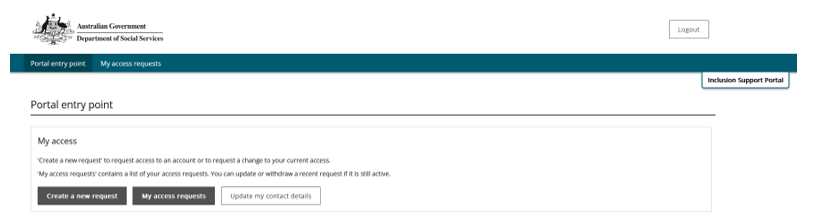 Australian Government
Department of Social Services
Logout
Portal entry point My access requests
Inclusion Support Portal
Portal entry point
My access
'Create a new request' to request access to an account or to request a change to your current access.
'My access requests' contains a list of your access requests. You can update or withdraw a recent request if it is still active.
Create a new request My access requests Update my contact details